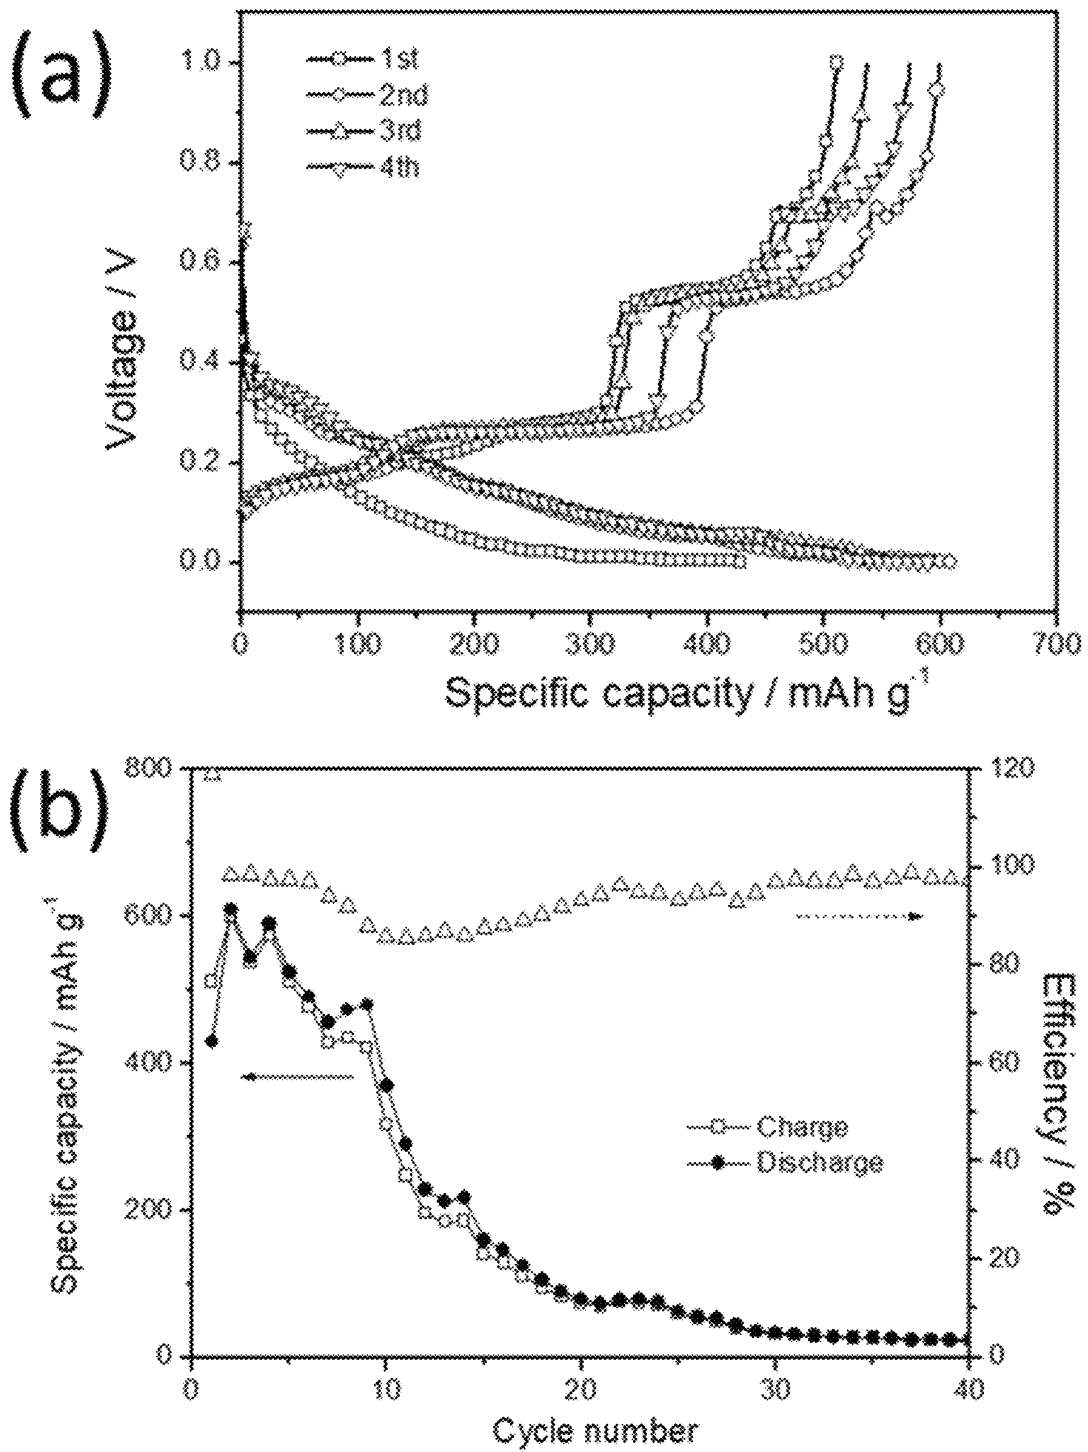 (a)
1st
2nd
3rd
4th
1.0
0.8
0.6
0.4
0.2
0.0
Voltage / V
0 100 200 300 400 500 600 700
Specific capacity / mAh g⁻¹
(b)
800
600
400
200
0
Specific capacity / mAh g⁻¹
120
100
80
60
40
20
0
Efficiency / %
Charge
Discharge
0 10 20 30 40
Cycle number